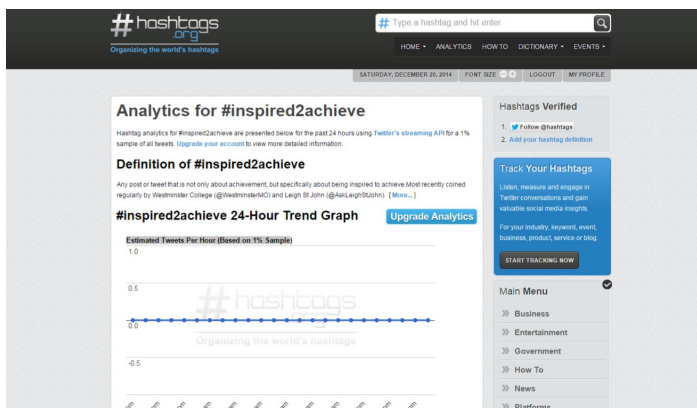 # hashtags
.org
Organizing the world's hashtags
# Type a hashtag and hit enter
HOME ANALYTICS HOW TO DICTIONARY EVENTS
SATURDAY, DECEMBER 20, 2014 FONT SIZE LOGOUT MY PROFILE
Analytics for #inspired2achieve
Hashtag analytics for #inspired2achieve are presented below for the past 24 hours using Twitter's streaming API for a 1%
sample of all tweets. Upgrade your account to view more detailed information.
Definition of #inspired2achieve
Any post or tweet that is not only about achievement, but specifically about being inspired to achieve.Most recently coined
regularly by Westminster College (@WestminsterMO) and Leigh St John (@AskLeighStJohn). [ More... ]
#inspired2achieve 24-Hour Trend Graph
Upgrade Analytics
Estimated Tweets Per Hour (Based on 1% Sample)
1.0
0.5
0.0
-0.5
# hashtags
.org
Organizing the world's hashtags
Hashtags Verified
1. Follow @hashtags
2. Add your hashtag definition
Track Your Hashtags
Listen, measure and engage in
Twitter conversations and gain
valuable social media insights.
For your industry, keyword, event,
business, product, service or blog.
START TRACKING NOW
Main Menu
Business
Entertainment
Government
How To
News
Platforms